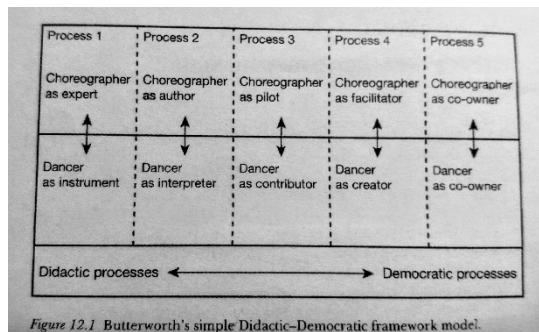 Process 1
Process 2
Process 3
Process 4
Process 5
Choreographer
as expert
Choreographer
as author
Choreographer
as pilot
Choreographer
as facilitator
Choreographer
as co-owner
Dancer
as instrument
Dancer
as interpreter
Dancer
as contributor
Dancer
as creator
Dancer
as co-owner
Didactic processes
Democratic processes
Figure 12.1 Butterworth's simple Didactic–Democratic framework model.